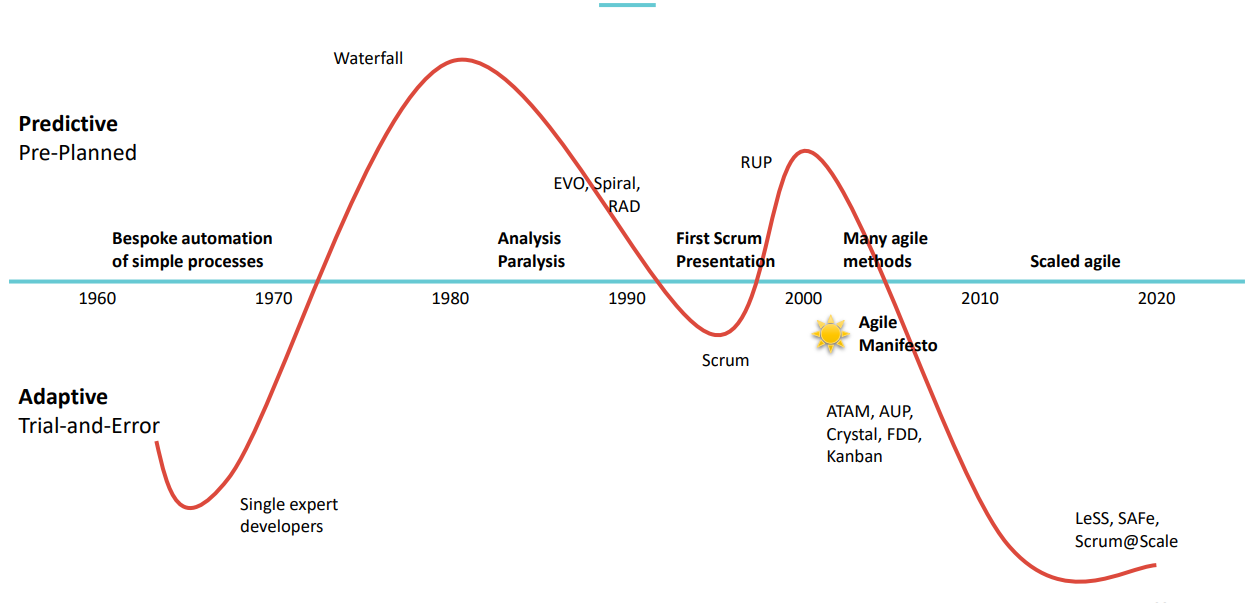 Waterfall
Predictive
Pre-Planned
RUP
EVO, Spiral,
RAD
Bespoke automation
of simple processes
Analysis
Paralysis
First Scrum
Presentation
Many agile
methods
Scaled agile
1960
1970
1980
1990
2000
2010
2020
Agile
Manifesto
Scrum
Adaptive
Trial-and-Error
ATAM, AUP,
Crystal, FDD,
Kanban
Single expert
developers
LeSS, SAFe,
Scrum@Scale